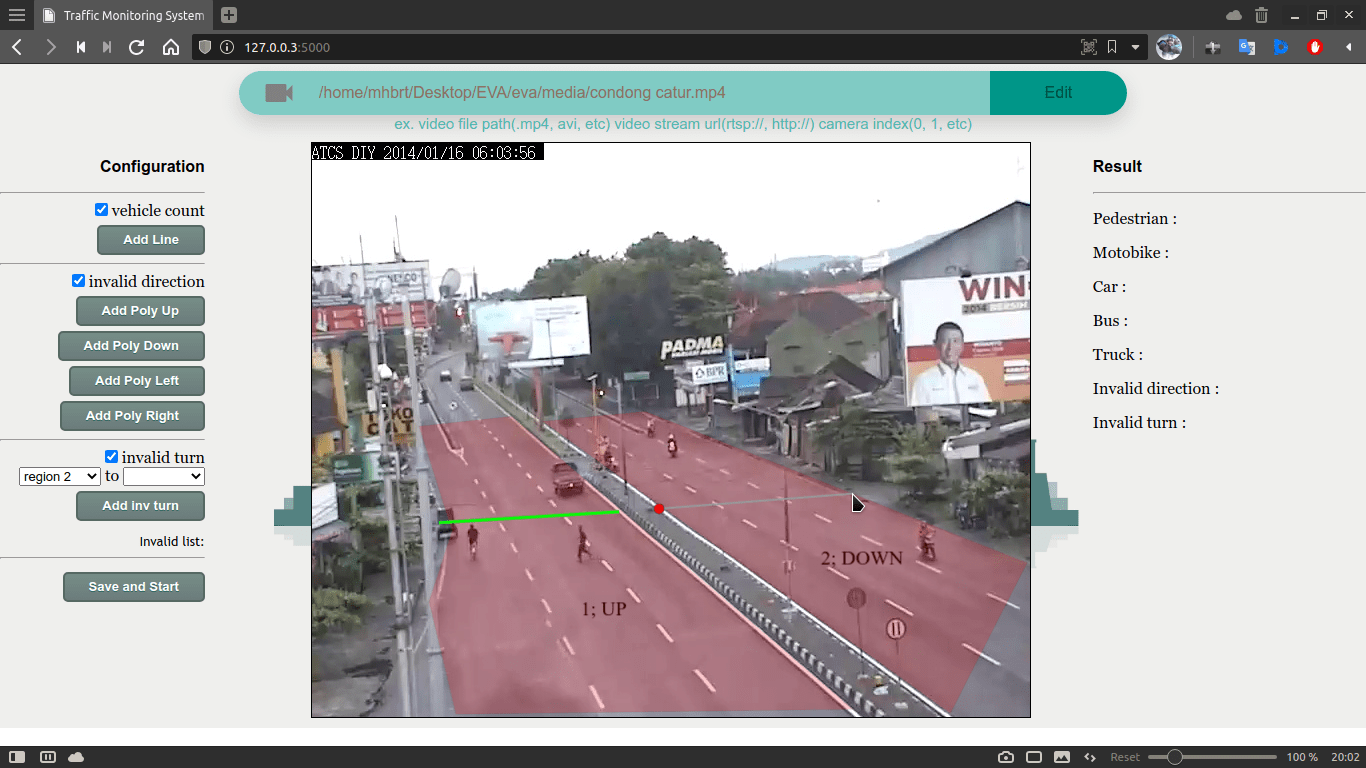 Traffic Monitoring System
127.0.0.3:5000
/home/mhbrt/Desktop/EVA/eva/media/condong catur.mp4
Edit
ex. video file path(.mp4, avi, etc) video stream url(rtsp://, http://) camera index(0, 1, etc)
Configuration
vehicle count
Add Line
invalid direction
Add Poly Up
Add Poly Down
Add Poly Left
Add Poly Right
invalid turn
region 2 to
Add inv turn
Invalid list:
Save and Start
ATCS DIY 2014/01/16 06:03:56
WIN
2014
PADMA
BPR
TOKO
CAT
2; DOWN
1; UP
Result
Pedestrian :
Motobike :
Car :
Bus :
Truck :
Invalid direction :
Invalid turn :
Reset
100 %
20:02